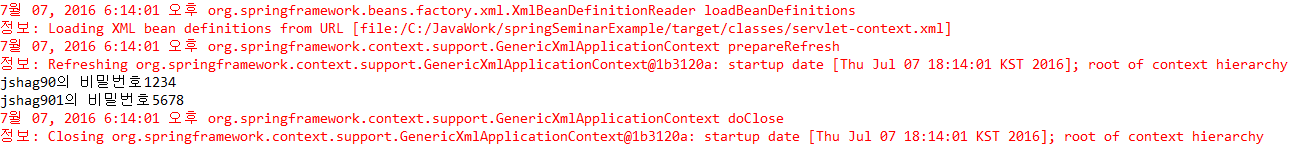 7월 07, 2016 6:14:01 오후 org.springframework.beans.factory.xml.XmlBeanDefinitionReader loadBeanDefinitions
정보: Loading XML bean definitions from URL [file:/C:/JavaWork/springSeminarExample/target/classes/servlet-context.xml]
7월 07, 2016 6:14:01 오후 org.springframework.context.support.GenericXmlApplicationContext prepareRefresh
정보: Refreshing org.springframework.context.support.GenericXmlApplicationContext@1b3120a: startup date [Thu Jul 07 18:14:01 KST 2016]; root of context hierarchy
jshag90의 비밀번호1234
jshag901의 비밀번호5678
7월 07, 2016 6:14:01 오후 org.springframework.context.support.GenericXmlApplicationContext doClose
정보: Closing org.springframework.context.support.GenericXmlApplicationContext@1b3120a: startup date [Thu Jul 07 18:14:01 KST 2016]; root of context hierarchy